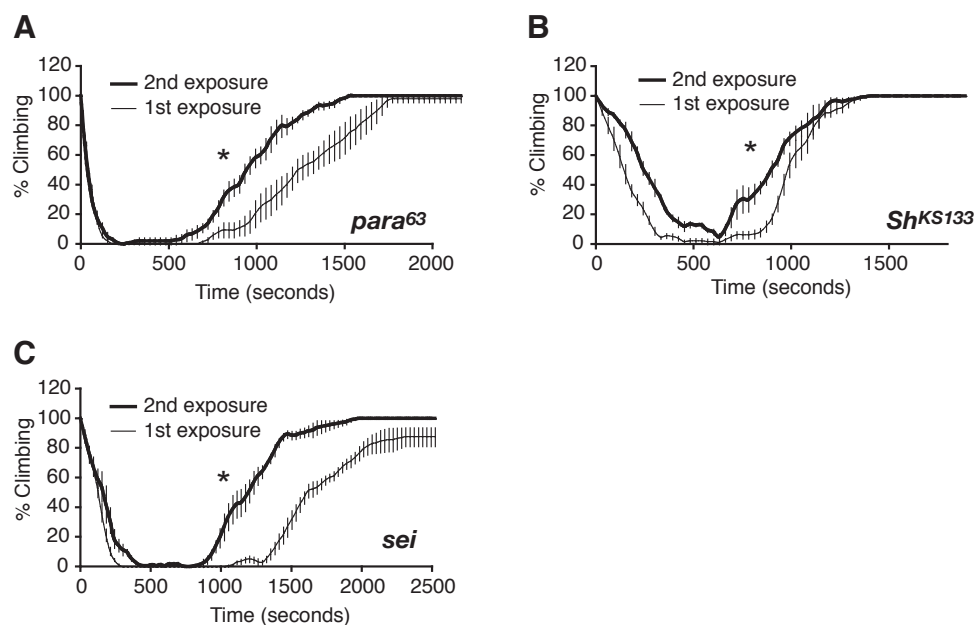 A
120
100
80
60
40
20
0
% Climbing
2nd exposure
1st exposure
*
para63
0 500 1000 1500 2000
Time (seconds)
B
120
100
80
60
40
20
0
% Climbing
2nd exposure
1st exposure
*
ShKS133
0 500 1000 1500
Time (seconds)
C
120
100
80
60
40
20
0
% Climbing
2nd exposure
1st exposure
*
sei
0 500 1000 1500 2000 2500
Time (seconds)